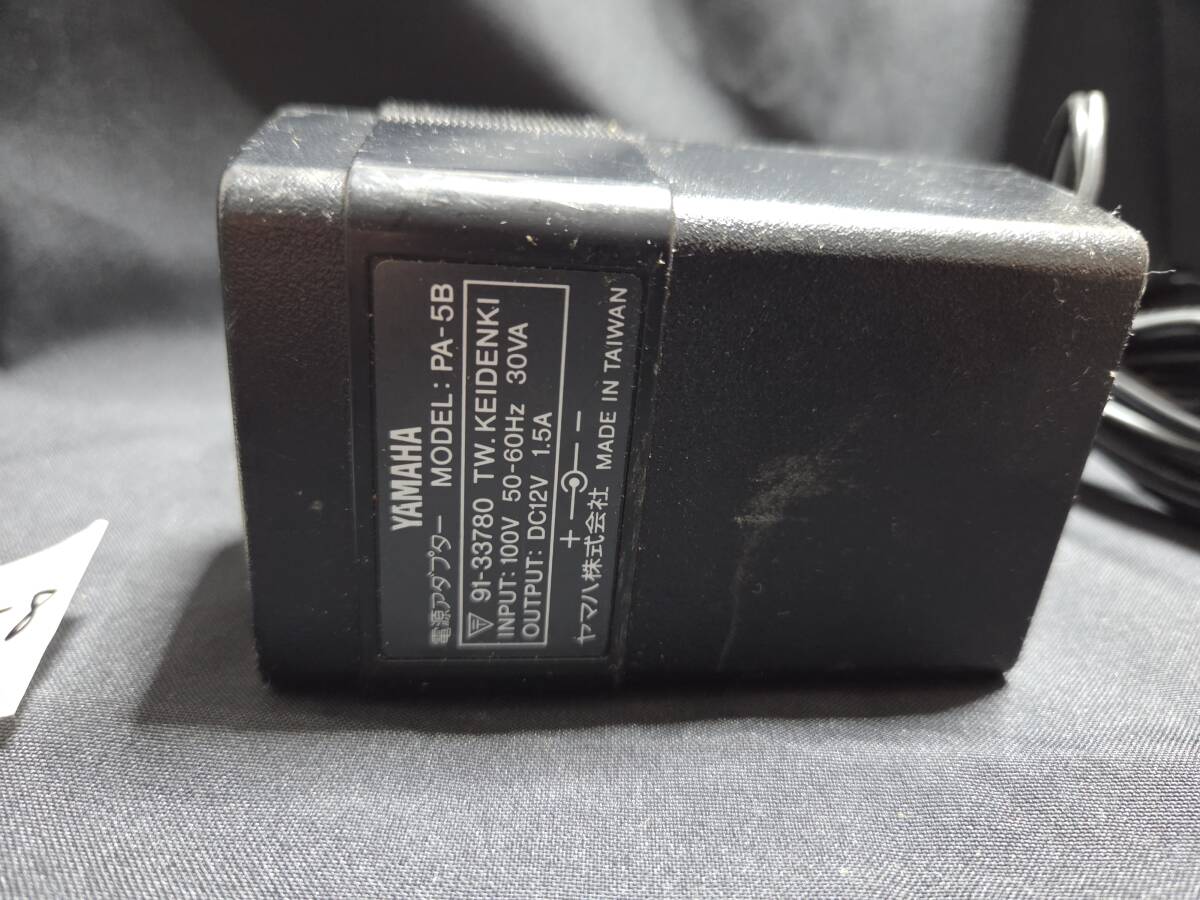 YAMAHA
電源アダプター MODEL: PA-5B
91-33780 TW. KEIDENKI
INPUT: 100V 50-60Hz 30VA
OUTPUT: DC12V 1.5A
+ −
ヤマハ株式会社 MADE IN TAIWAN
8